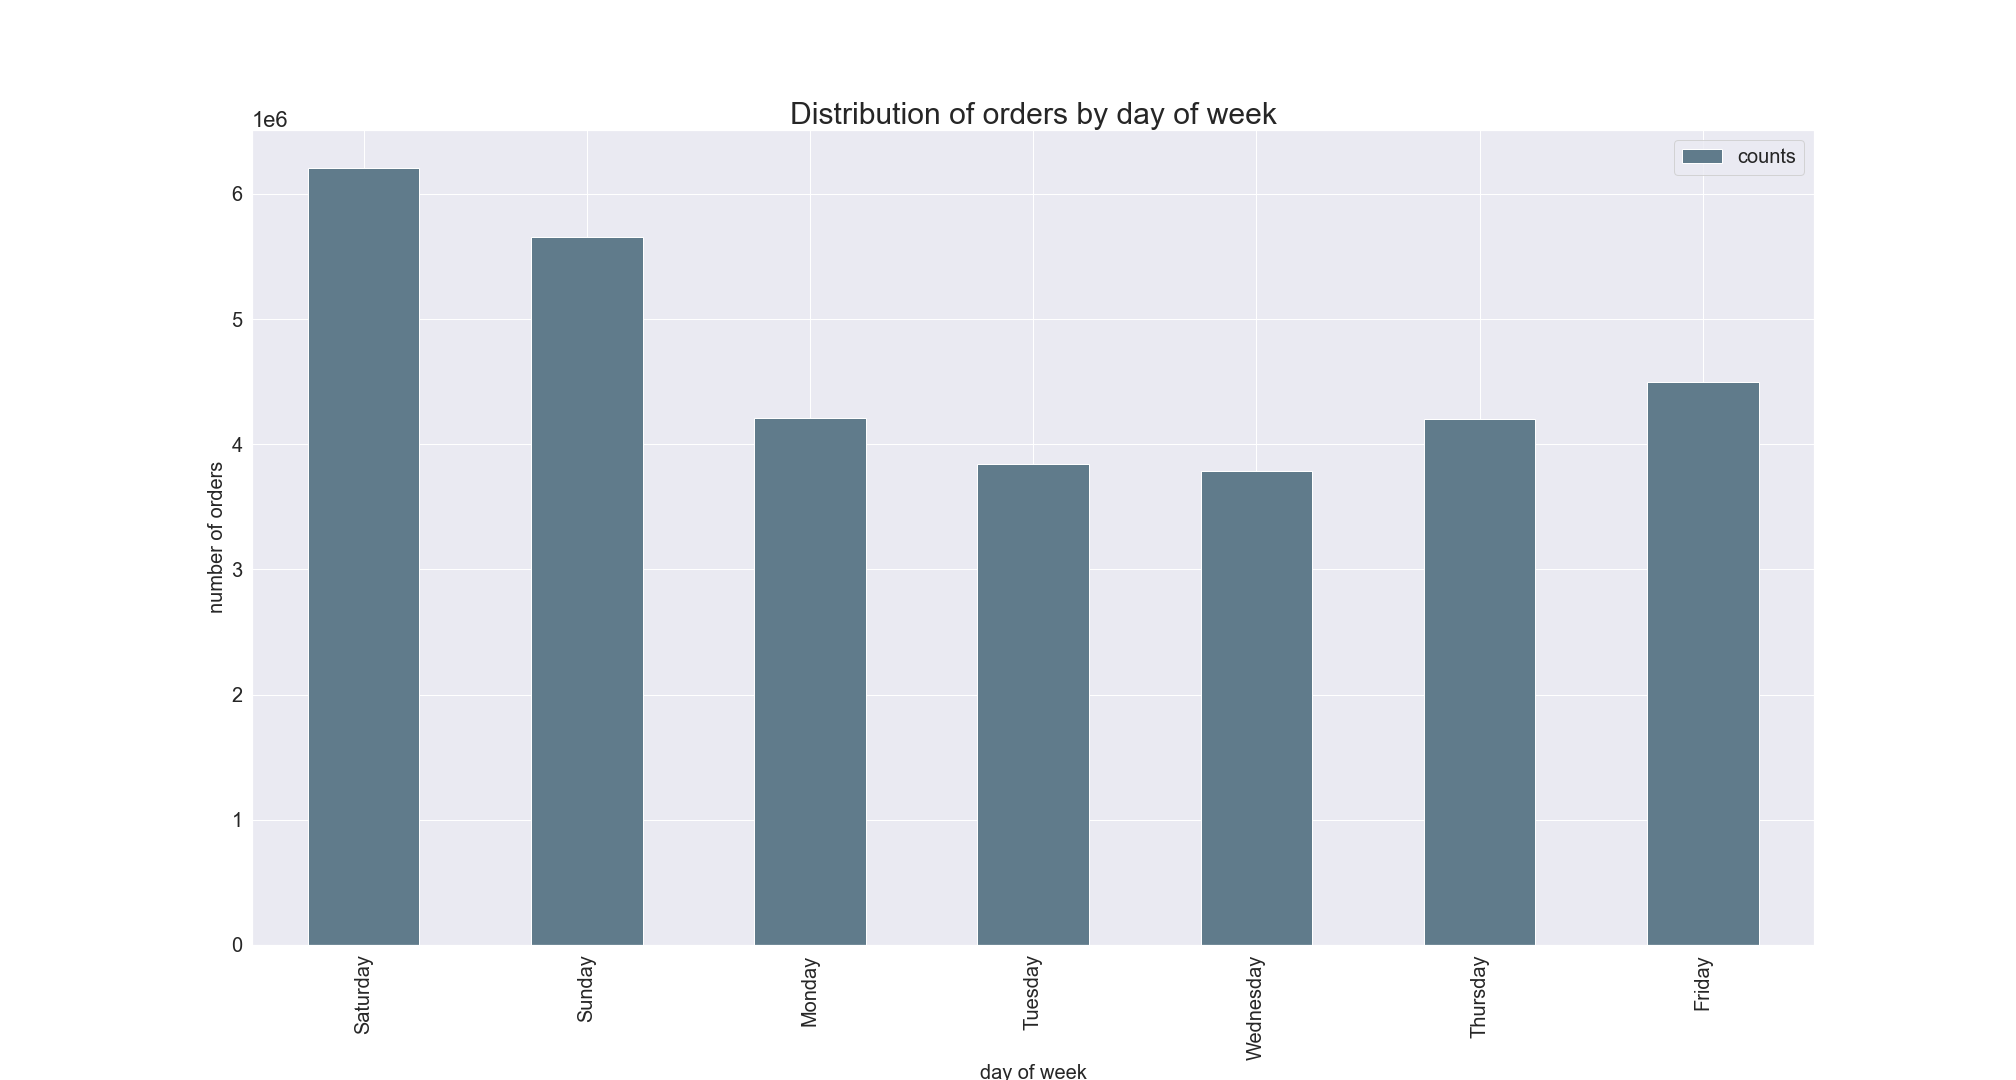 Distribution of orders by day of week
1e6
counts
6
5
4
3
2
1
0
number of orders
Saturday
Sunday
Monday
Tuesday
Wednesday
Thursday
Friday
day of week